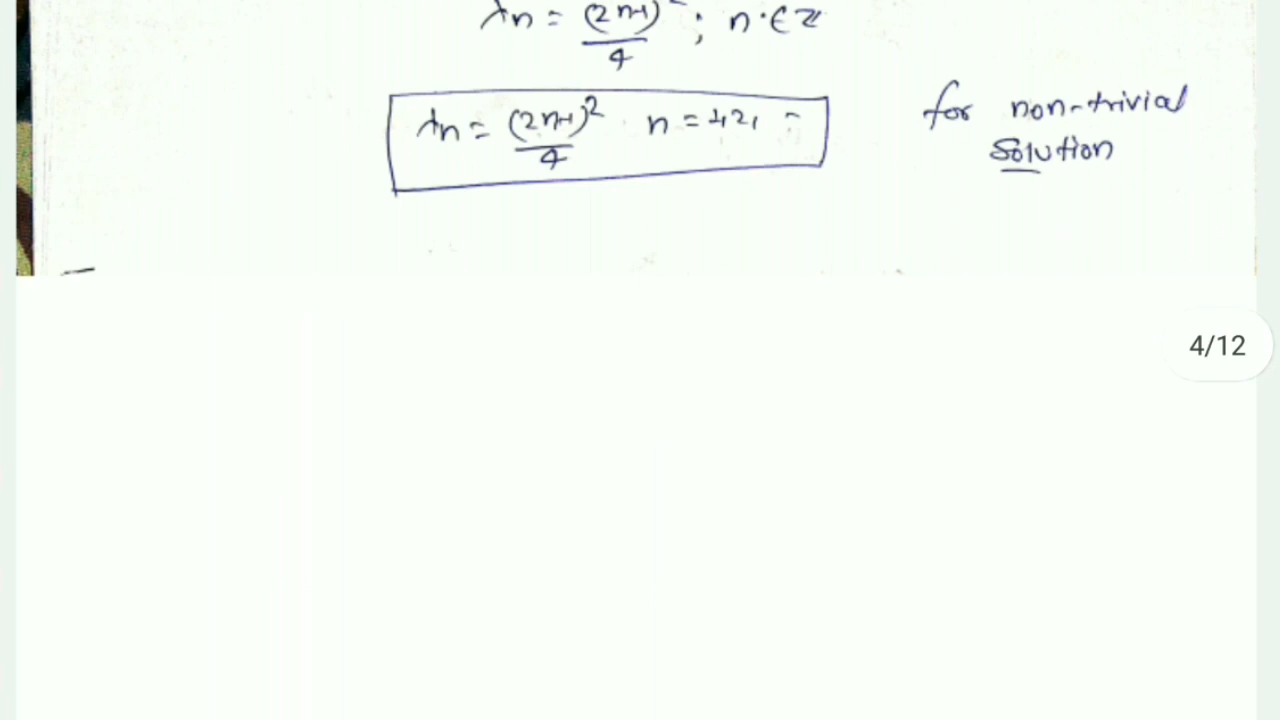 λn = (2n-1)² / 4 ; n ∈ Z
λn = (2n-1)² / 4 n = 1, 2, -
for non-trivial
solution
4/12